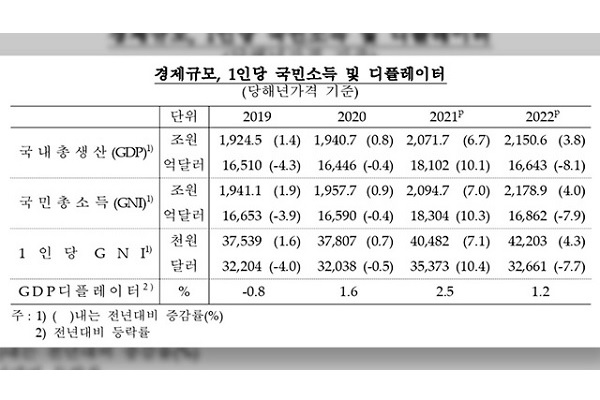 경제규모, 1인당 국민소득 및 디플레이터
(당해년가격 기준)
단위 2019 2020 2021ᵖ 2022ᵖ
국내총생산(GDP)¹⁾ 조원 1,924.5 (1.4) 1,940.7 (0.8) 2,071.7 (6.7) 2,150.6 (3.8)
억달러 16,510 (-4.3) 16,446 (-0.4) 18,102 (10.1) 16,643 (-8.1)
국민총소득(GNI)¹⁾ 조원 1,941.1 (1.9) 1,957.7 (0.9) 2,094.7 (7.0) 2,178.9 (4.0)
억달러 16,653 (-3.9) 16,590 (-0.4) 18,304 (10.3) 16,862 (-7.9)
1인당 GNI¹⁾ 천원 37,539 (1.6) 37,807 (0.7) 40,482 (7.1) 42,203 (4.3)
달러 32,204 (-4.0) 32,038 (-0.5) 35,373 (10.4) 32,661 (-7.7)
GDP디플레이터²⁾ % -0.8 1.6 2.5 1.2
주 : 1) ( )내는 전년대비 증감률(%)
2) 전년대비 등락률